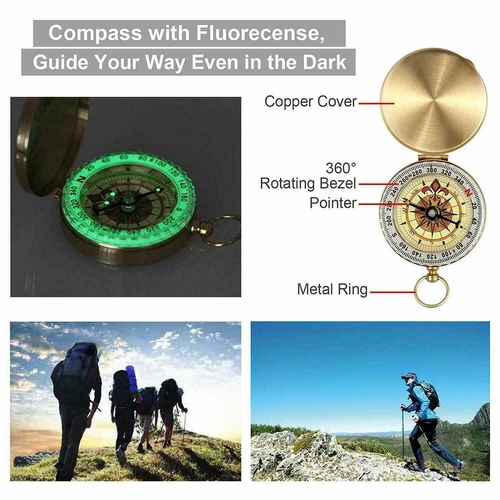 Compass with Fluorecense,
Guide Your Way Even in the Dark
Copper Cover
360°
Rotating Bezel
Pointer
Metal Ring